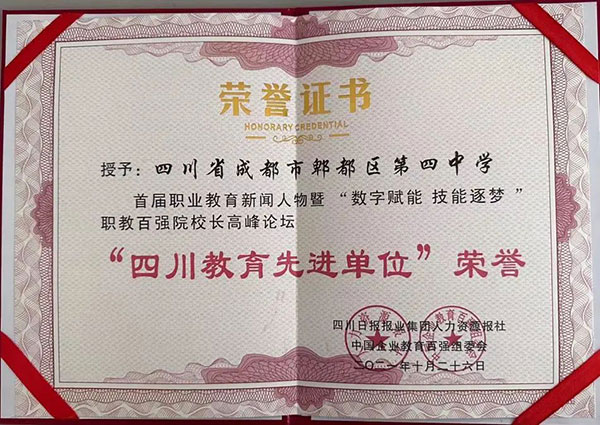 荣誉证书
HONORARY CREDENTIAL
授予：四川省成都市郫都区第四中学
首届职业教育新闻人物暨 “数字赋能 技能逐梦 ”
职教百强院校长高峰论坛
“四川教育先进单位”荣誉
四川日报报业集团人力资源报社
中国企业教育百强组委会
二〇二一年十月二十六日